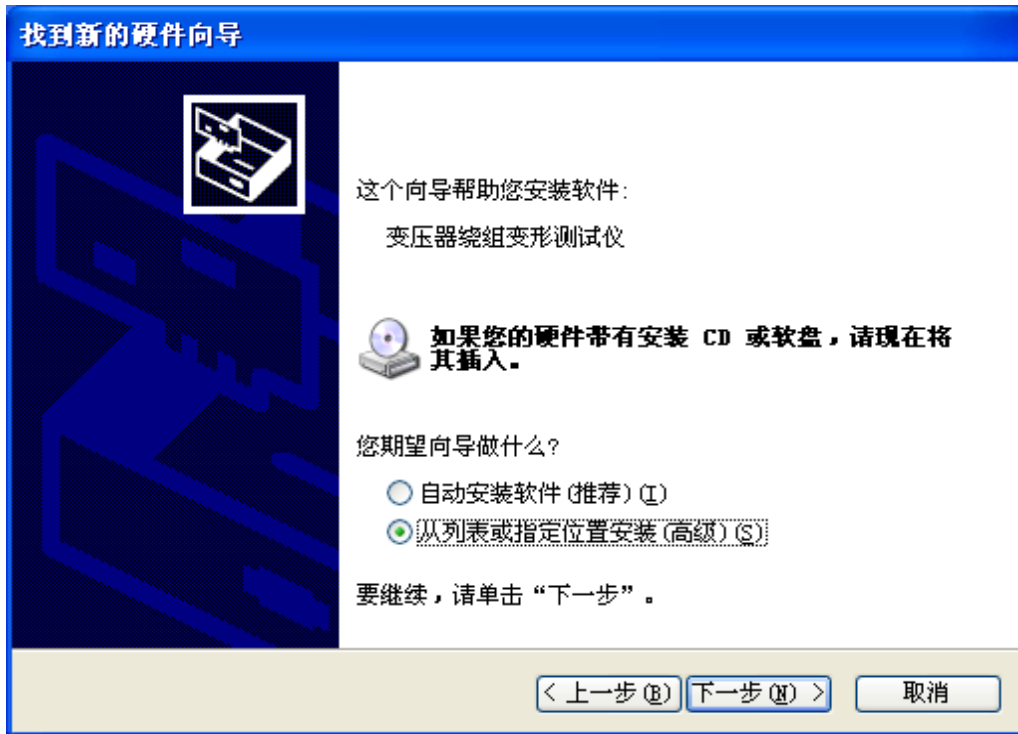 找到新的硬件向导
这个向导帮助您安装软件:
变压器绕组变形测试仪
如果您的硬件带有安装 CD 或软盘，请现在将
其插入。
您期望向导做什么?
自动安装软件(推荐)(I)
从列表或指定位置安装(高级)(S)
要继续，请单击“下一步”。
< 上一步(B) 下一步(N) > 取消